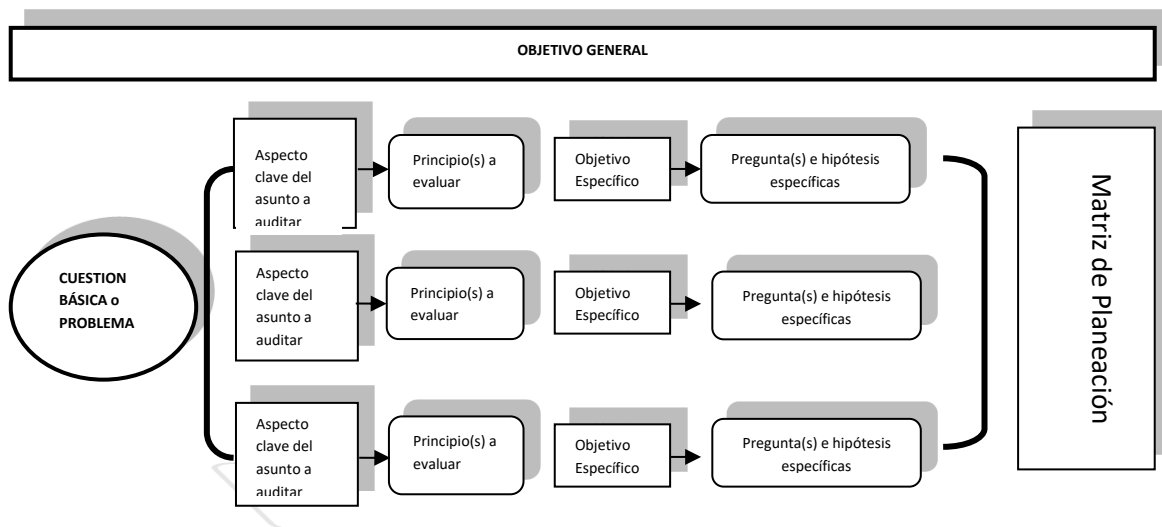 OBJETIVO GENERAL
CUESTION
BÁSICA o
PROBLEMA
Aspecto
clave del
asunto a
auditar
Principio(s) a
evaluar
Objetivo
Específico
Pregunta(s) e hipótesis
específicas
Aspecto
clave del
asunto a
auditar
Principio(s) a
evaluar
Objetivo
Específico
Pregunta(s) e hipótesis
específicas
Aspecto
clave del
asunto a
auditar
Principio(s) a
evaluar
Objetivo
Específico
Pregunta(s) e hipótesis
específicas
Matriz de Planeación